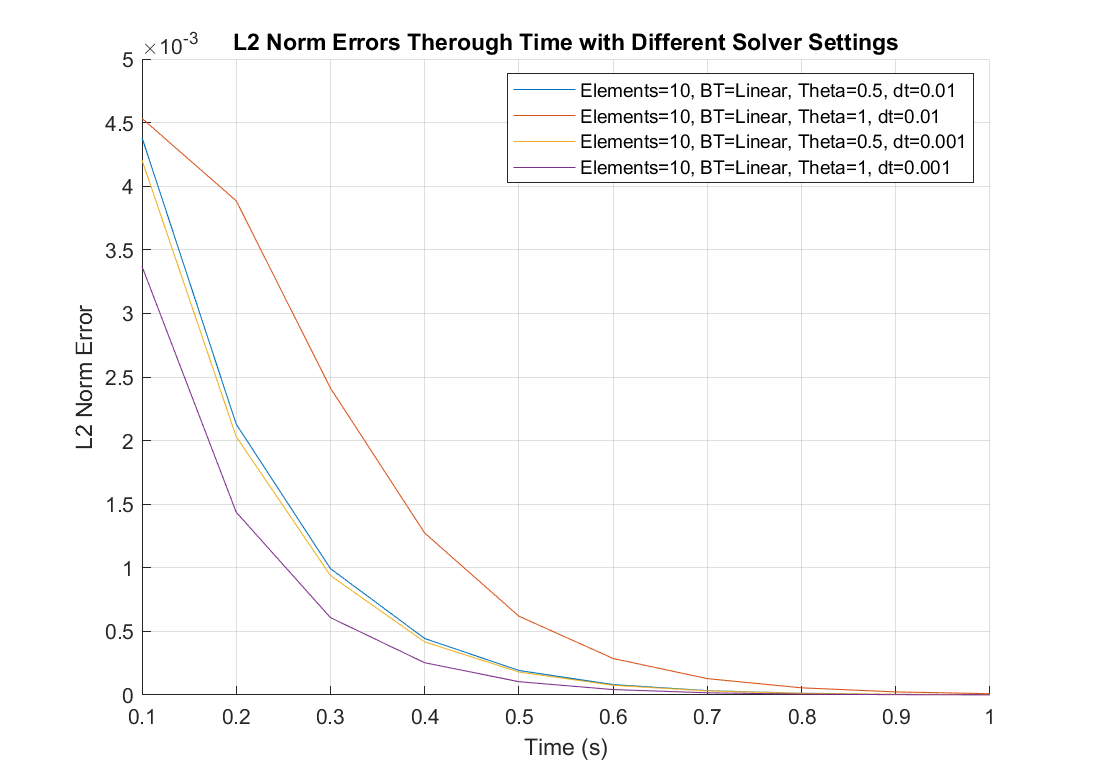 ×10-3
L2 Norm Errors Therough Time with Different Solver Settings
Elements=10, BT=Linear, Theta=0.5, dt=0.01
Elements=10, BT=Linear, Theta=1, dt=0.01
Elements=10, BT=Linear, Theta=0.5, dt=0.001
Elements=10, BT=Linear, Theta=1, dt=0.001
L2 Norm Error
5
4.5
4
3.5
3
2.5
2
1.5
1
0.5
0
0.1 0.2 0.3 0.4 0.5 0.6 0.7 0.8 0.9 1
Time (s)